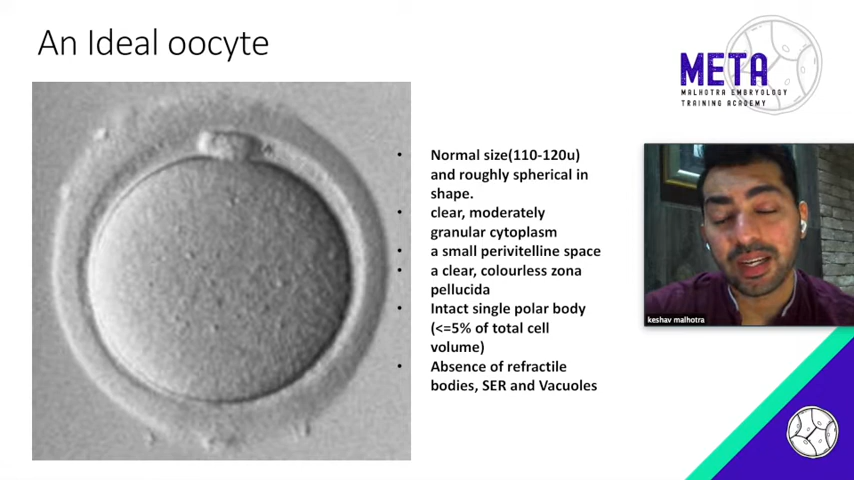 An Ideal oocyte
META
MALHOTRA EMBRYOLOGY
TRAINING ACADEMY
• Normal size(110-120u)
and roughly spherical in
shape.
• clear, moderately
granular cytoplasm
• a small perivitelline space
• a clear, colourless zona
pellucida
• Intact single polar body
(<=5% of total cell
volume)
• Absence of refractile
bodies, SER and Vacuoles
keshav malhotra